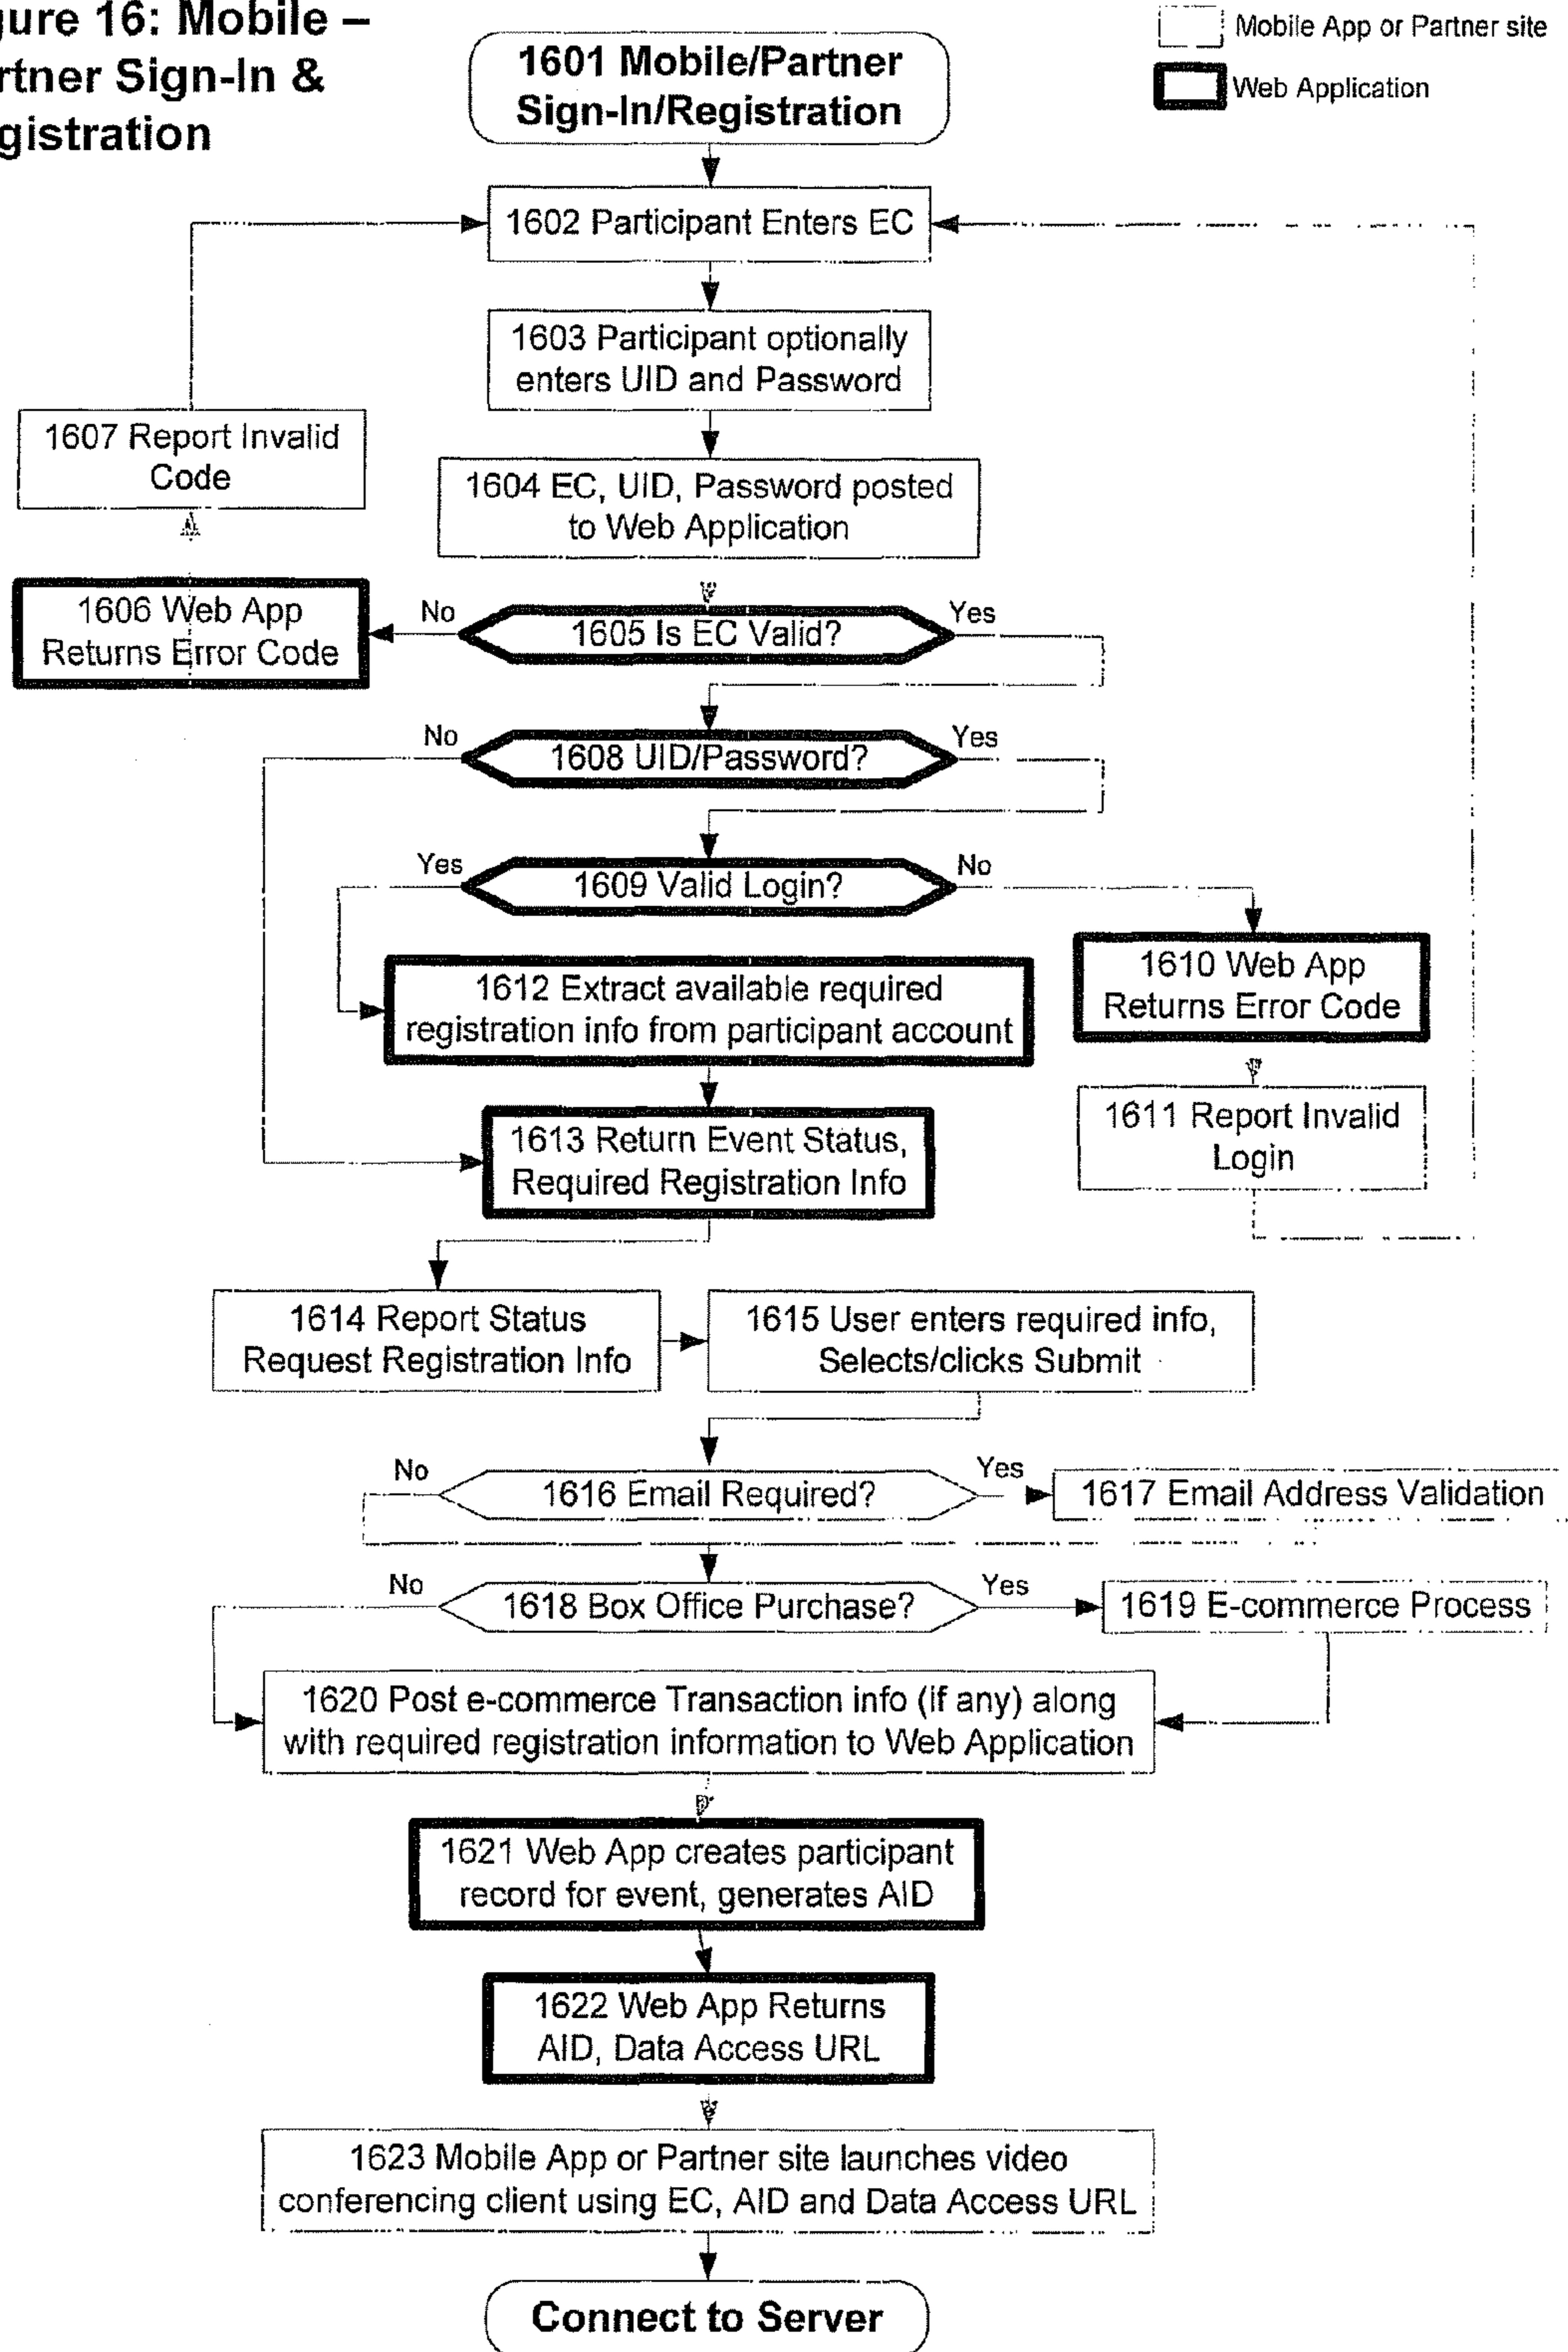 gure 16: Mobile –
rtner Sign-In &
gistration
Mobile App or Partner site
Web Application
1601 Mobile/Partner
Sign-In/Registration
1602 Participant Enters EC
1603 Participant optionally
enters UID and Password
1607 Report Invalid
Code
1604 EC, UID, Password posted
to Web Application
1606 Web App
Returns Error Code
No
1605 Is EC Valid?
Yes
No
1608 UID/Password?
Yes
Yes
1609 Valid Login?
No
1610 Web App
Returns Error Code
1612 Extract available required
registration info from participant account
1611 Report Invalid
Login
1613 Return Event Status,
Required Registration Info
1614 Report Status
Request Registration Info
1615 User enters required info,
Selects/clicks Submit
No
1616 Email Required?
Yes
1617 Email Address Validation
No
1618 Box Office Purchase?
Yes
1619 E-commerce Process
1620 Post e-commerce Transaction info (if any) along
with required registration information to Web Application
1621 Web App creates participant
record for event, generates AID
1622 Web App Returns
AID, Data Access URL
1623 Mobile App or Partner site launches video
conferencing client using EC, AID and Data Access URL
Connect to Server